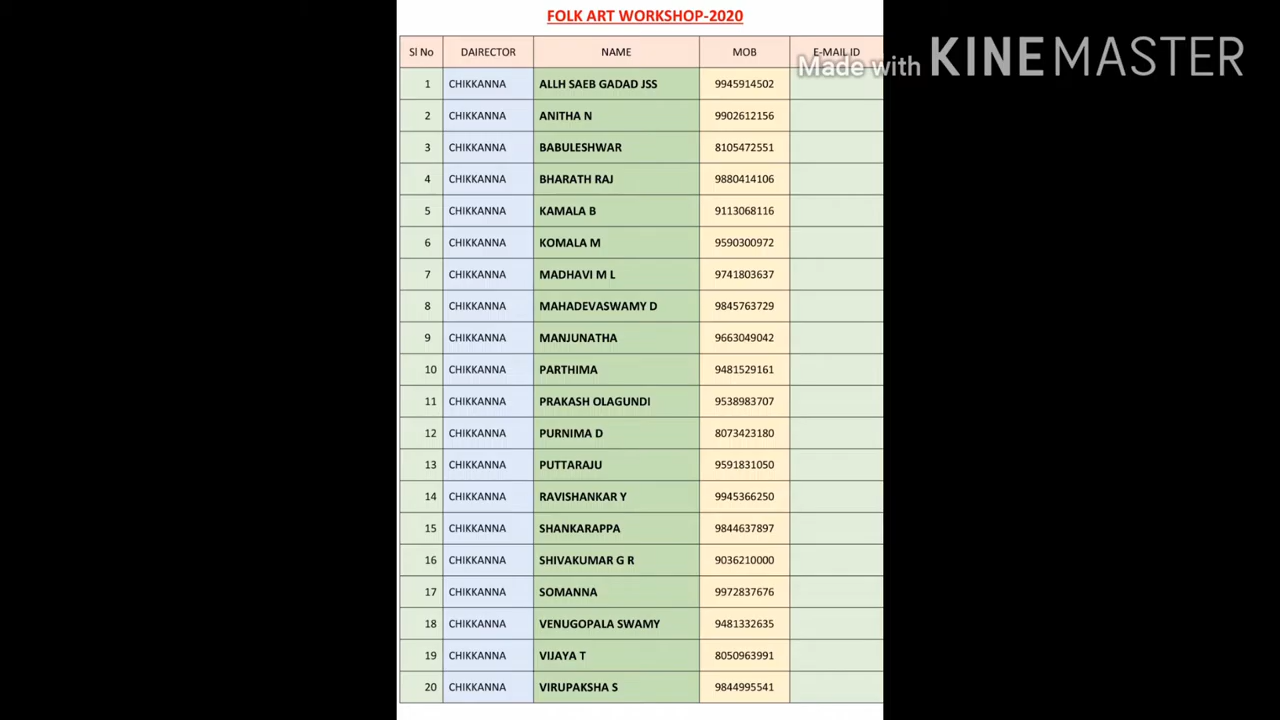 FOLK ART WORKSHOP-2020
Sl No DAIRECTOR NAME MOB E-MAIL ID
Made with KINEMASTER
1 CHIKKANNA ALLH SAEB GADAD JSS 9945914502
2 CHIKKANNA ANITHA N 9902612156
3 CHIKKANNA BABULESHWAR 8105472551
4 CHIKKANNA BHARATH RAJ 9880414106
5 CHIKKANNA KAMALA B 9113068116
6 CHIKKANNA KOMALA M 9590300972
7 CHIKKANNA MADHAVI M L 9741803637
8 CHIKKANNA MAHADEVASWAMY D 9845763729
9 CHIKKANNA MANJUNATHA 9663049042
10 CHIKKANNA PARTHIMA 9481529161
11 CHIKKANNA PRAKASH OLAGUNDI 9538983707
12 CHIKKANNA PURNIMA D 8073423180
13 CHIKKANNA PUTTARAJU 9591831050
14 CHIKKANNA RAVISHANKAR Y 9945366250
15 CHIKKANNA SHANKARAPPA 9844637897
16 CHIKKANNA SHIVAKUMAR G R 9036210000
17 CHIKKANNA SOMANNA 9972837676
18 CHIKKANNA VENUGOPALA SWAMY 9481332635
19 CHIKKANNA VIJAYA T 8050963991
20 CHIKKANNA VIRUPAKSHA S 9844995541